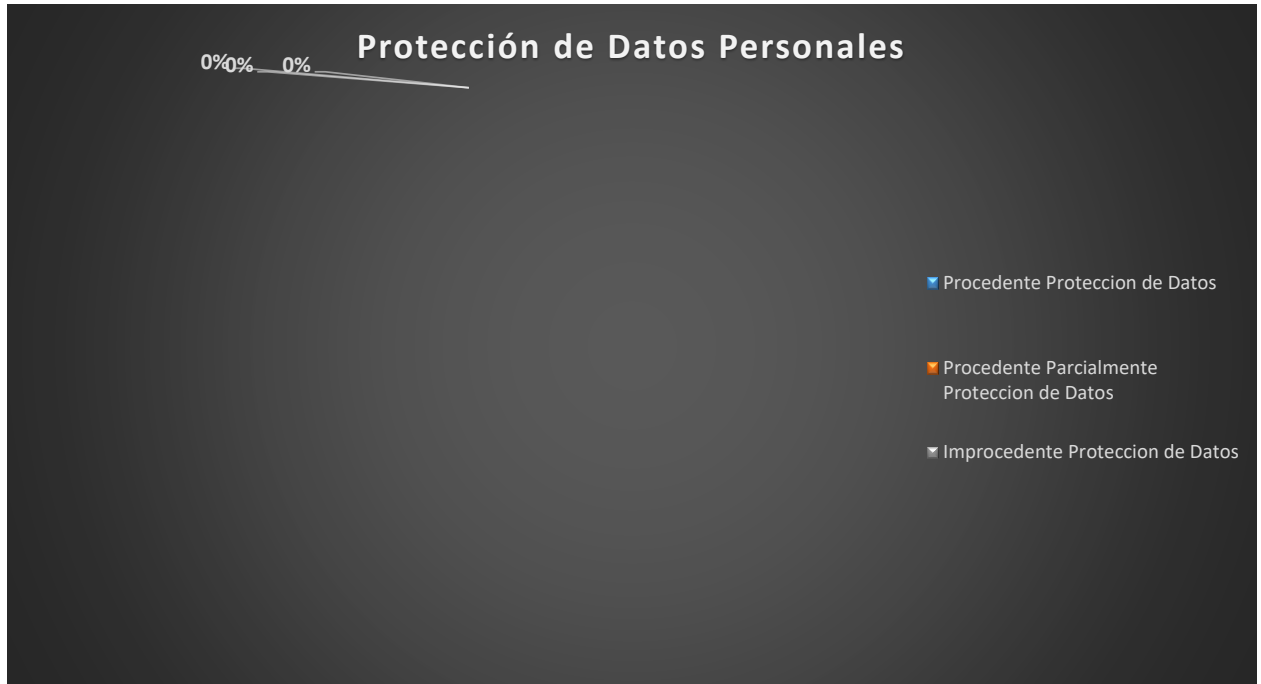 Protección de Datos Personales
0% 0% 0%
Procedente Proteccion de Datos
Procedente Parcialmente
Proteccion de Datos
Improcedente Proteccion de Datos